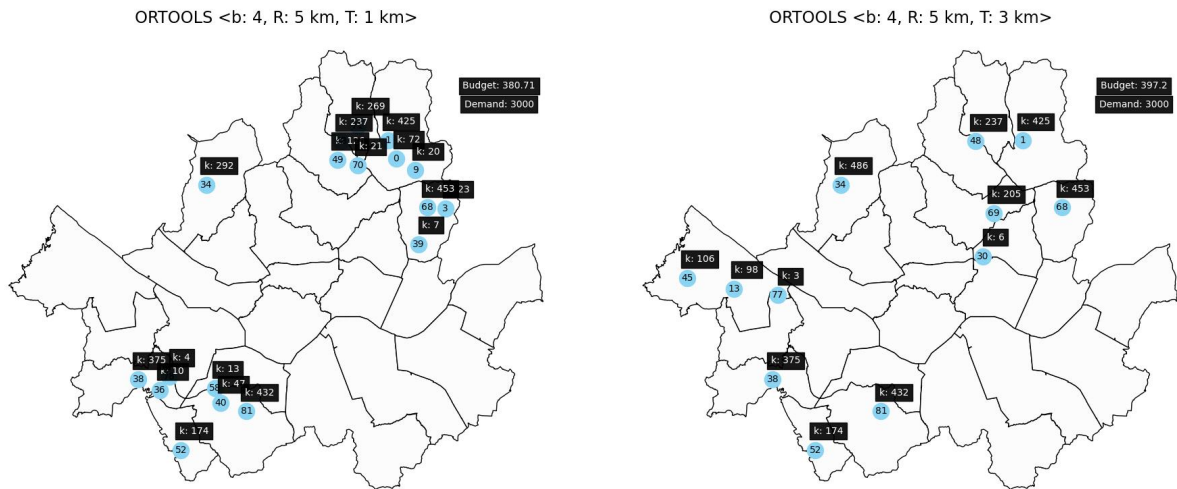 ORTOOLS <b: 4, R: 5 km, T: 1 km>
Budget: 380.71
Demand: 3000
k: 269
k: 237
k: 425
k: 72
k: 21
k: 20
1
49
70
0
9
k: 292
34
k: 453
23
68
3
k: 7
39
k: 375
k: 4
k: 10
k: 13
k: 47
k: 432
38
36
58
40
81
k: 174
52
ORTOOLS <b: 4, R: 5 km, T: 3 km>
Budget: 397.2
Demand: 3000
k: 237
k: 425
48
1
k: 486
34
k: 205
k: 453
69
68
k: 6
30
k: 106
45
k: 98
13
k: 3
77
k: 375
38
k: 432
81
k: 174
52